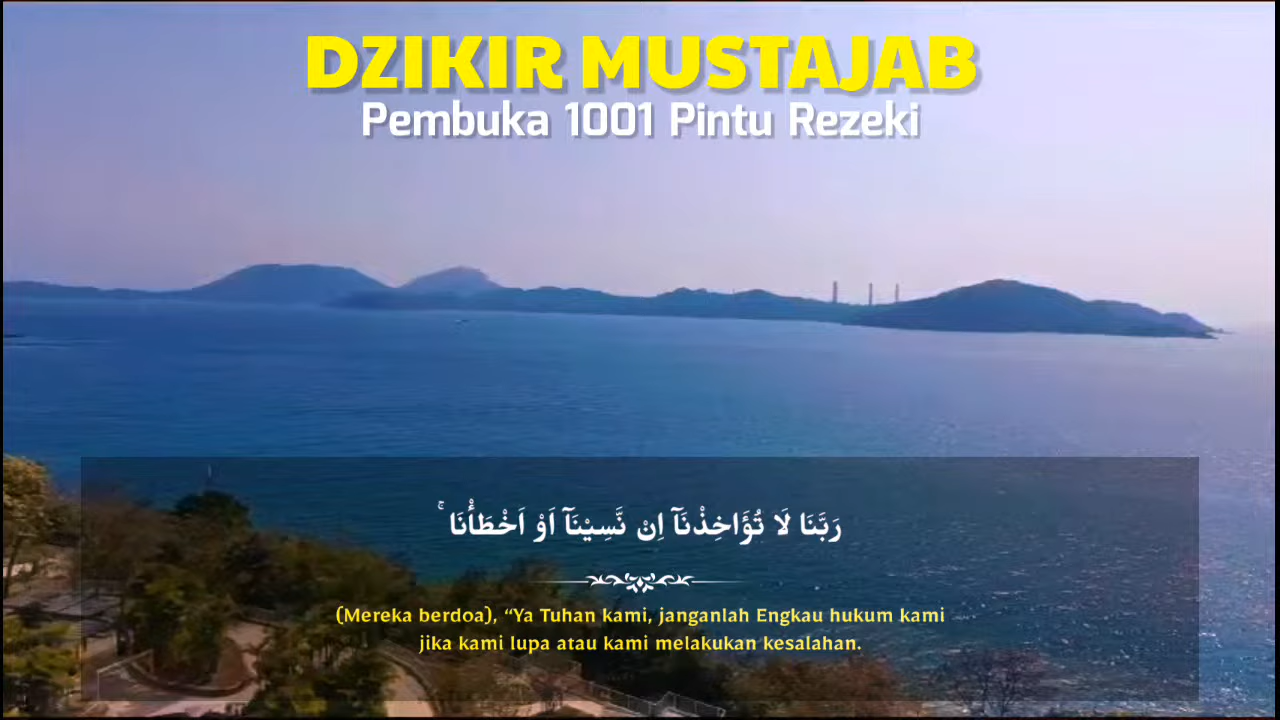 DZIKIR MUSTAJAB
Pembuka 1001 Pintu Rezeki
رَبَّنَا لَا تُؤَاخِذْنَآ اِنْ نَّسِيْنَآ اَوْ اَخْطَأْنَا ۚ
(Mereka berdoa), “Ya Tuhan kami, janganlah Engkau hukum kami
jika kami lupa atau kami melakukan kesalahan.